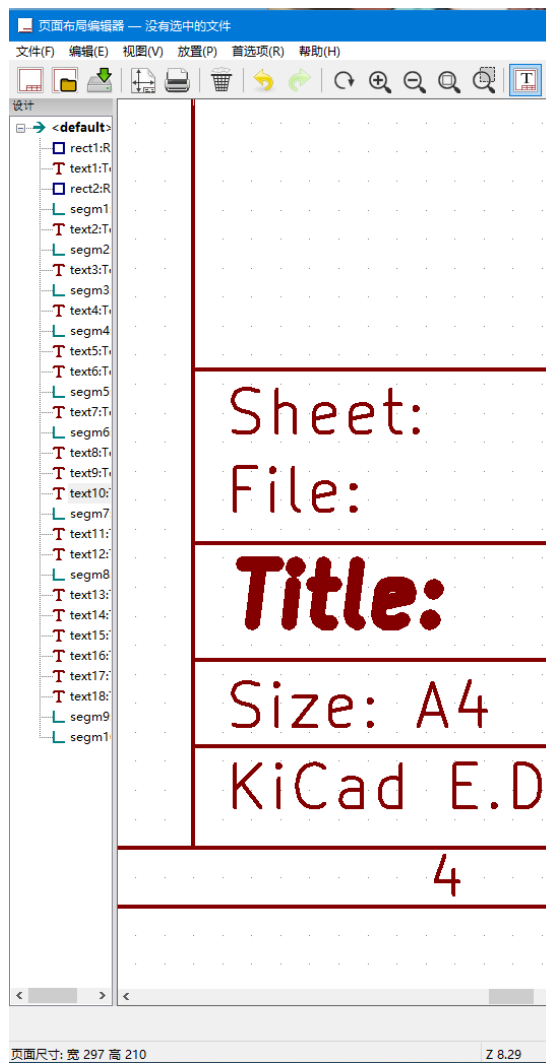 页面布局编辑器 — 没有选中的文件
文件(F) 编辑(E) 视图(V) 放置(P) 首选项(R) 帮助(H)
设计
<default>
rect1:R
text1:T
rect2:R
segm1
text2:T
segm2
text3:T
segm3
text4:T
segm4
text5:T
text6:T
segm5
text7:T
segm6
text8:T
text9:T
text10:
segm7
text11:
text12:
segm8
text13:
text14:
text15:
text16:
text17:
text18:
segm9
segm1
Sheet:
File:
Title:
Size: A4
KiCad E.D
4
页面尺寸: 宽 297 高 210 Z 8.29